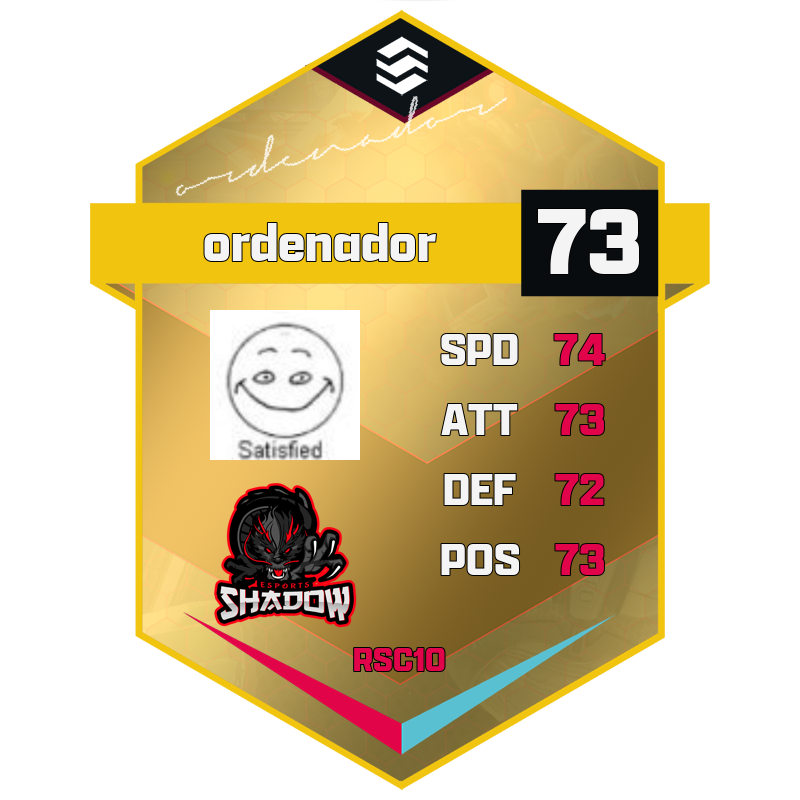 ordenador
ordenador 73
SPD 74
ATT 73
Satisfied
DEF 72
POS 73
ESPORTS
SHADOW
RSC10